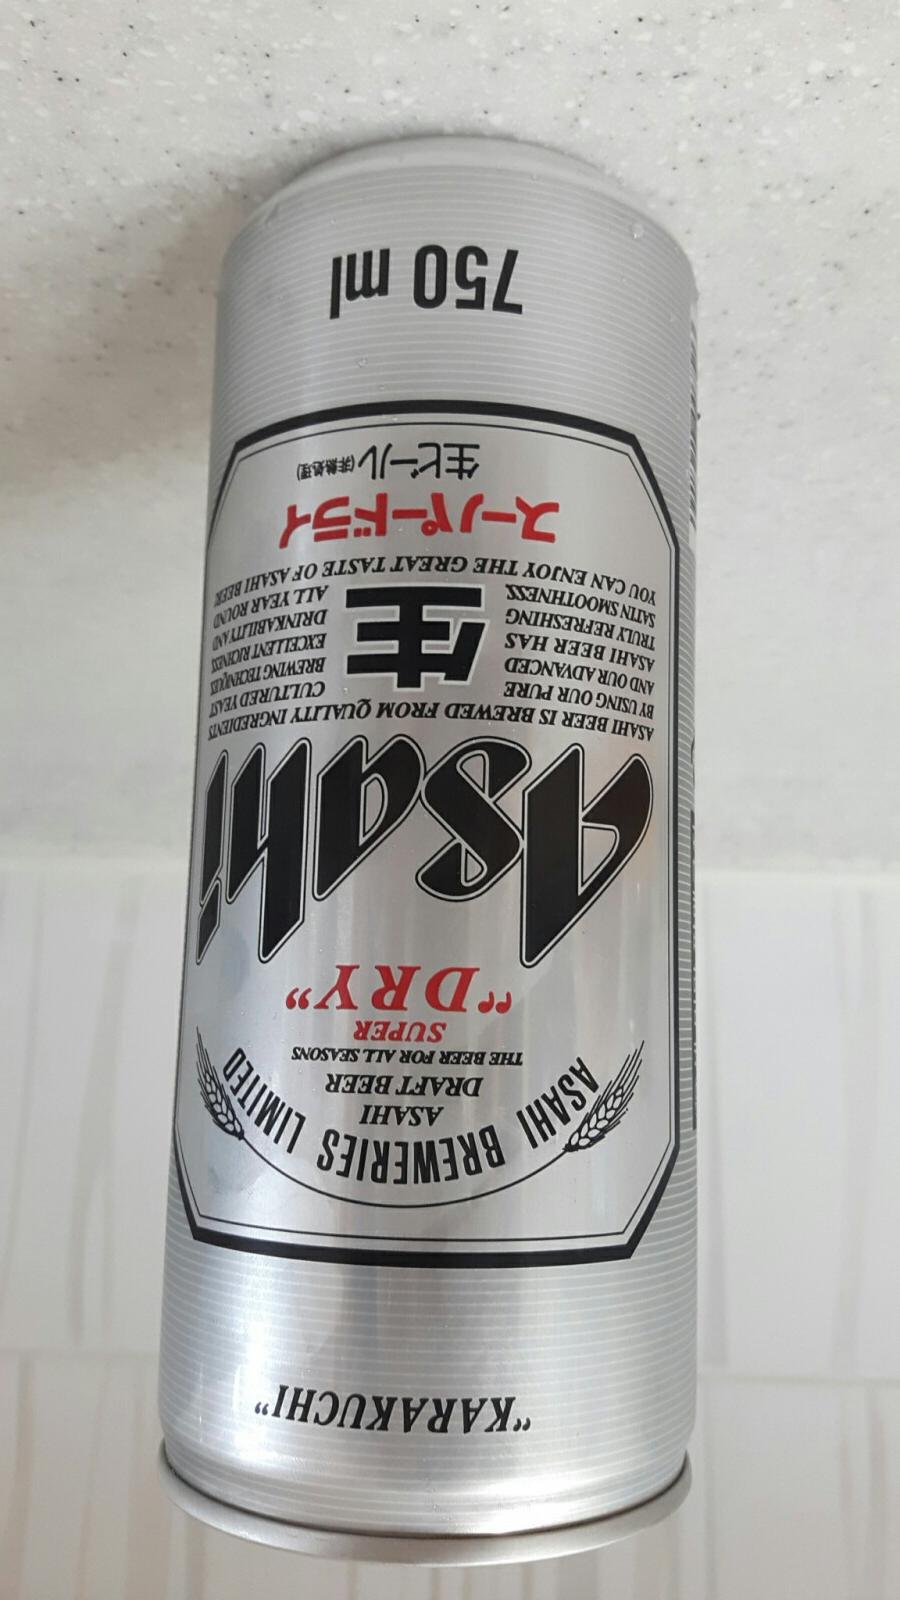 "KARAKUCHI"
ASAHI BREWERIES LIMITED
ASAHI
DRAFT BEER
THE BEER FOR ALL SEASONS
SUPER
"DRY"
Asahi
ASAHI BEER IS BREWED FROM QUALITY INGREDIENTS
BY USING OUR PURE CULTURED YEAST
AND OUR ADVANCED BREWING TECHNIQUES.
ASAHI BEER HAS EXCELLENT RICHNESS,
TRULY REFRESHING DRINKABILITY AND
SATIN SMOOTHNESS. ALL YEAR ROUND
生
YOU CAN ENJOY THE GREAT TASTE OF ASAHI BEER!
スーパードライ
生ビール(非熱処理)
750 ml